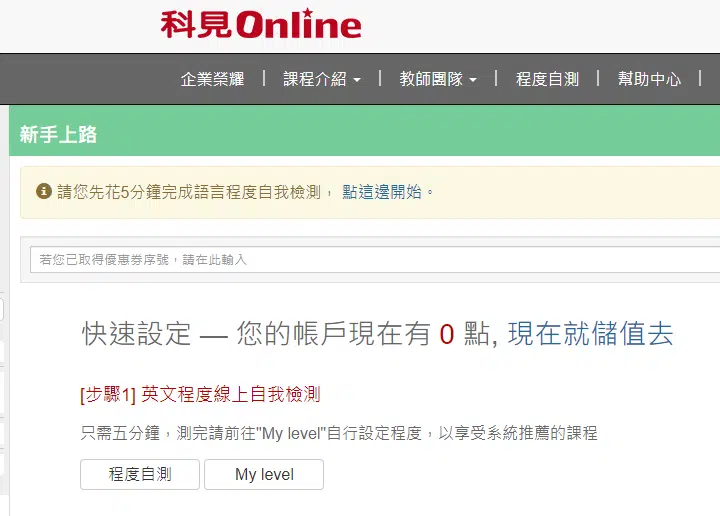 科見Online
企業榮耀 | 課程介紹 | 教師團隊 | 程度自測 | 幫助中心 |
新手上路
請您先花5分鐘完成語言程度自我檢測， 點這邊開始。
若您已取得優惠券序號，請在此輸入
快速設定 — 您的帳戶現在有 0 點, 現在就儲值去
[步驟1] 英文程度線上自我檢測
只需五分鐘，測完請前往"My level"自行設定程度，以享受系統推薦的課程
程度自測 My level